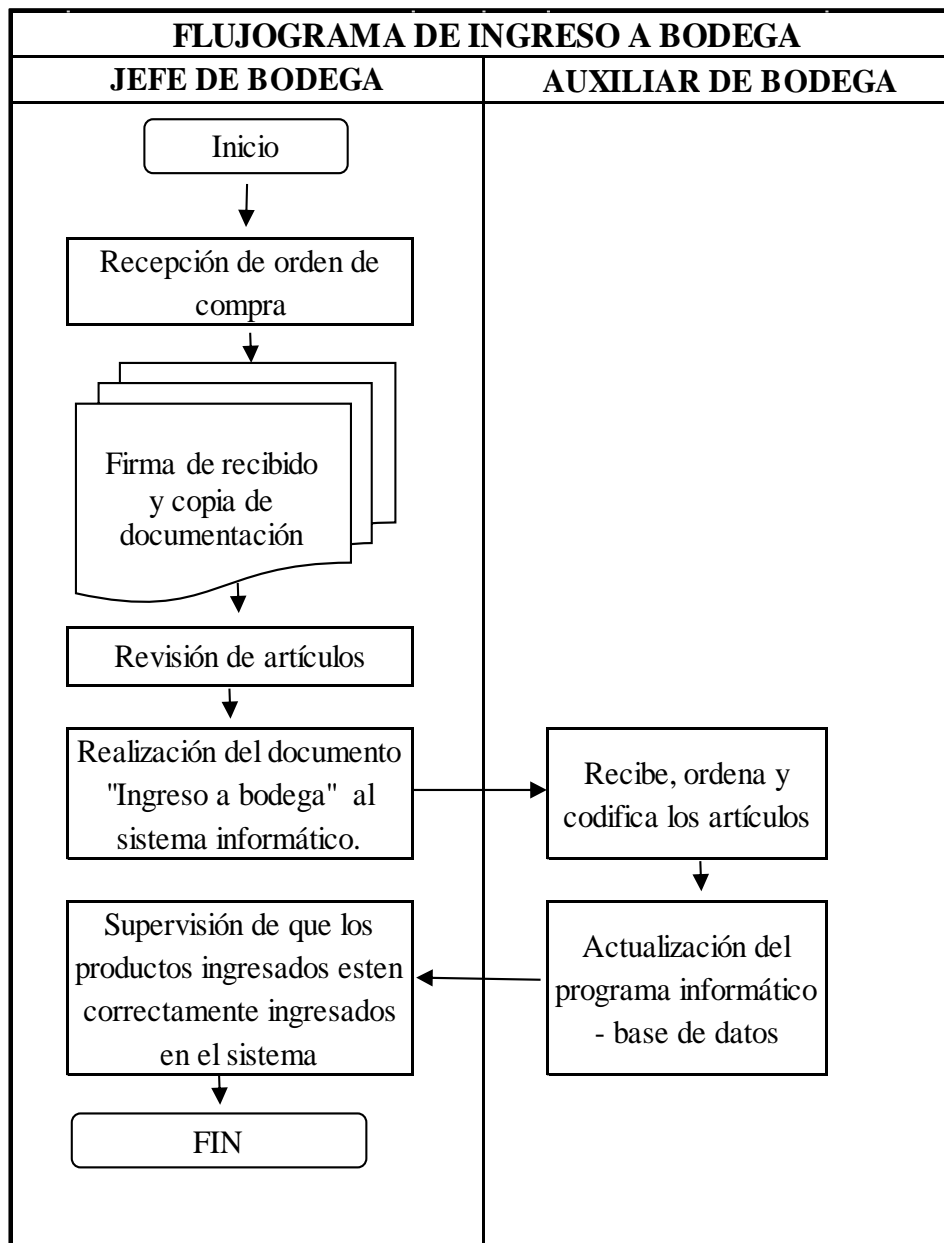 FLUJOGRAMA DE INGRESO A BODEGA
JEFE DE BODEGA
AUXILIAR DE BODEGA
Inicio
Recepción de orden de
compra
Firma de recibido
y copia de
documentación
Revisión de artículos
Realización del documento
"Ingreso a bodega" al
sistema informático.
Recibe, ordena y
codifica los artículos
Actualización del
programa informático
- base de datos
Supervisión de que los
productos ingresados esten
correctamente ingresados
en el sistema
FIN